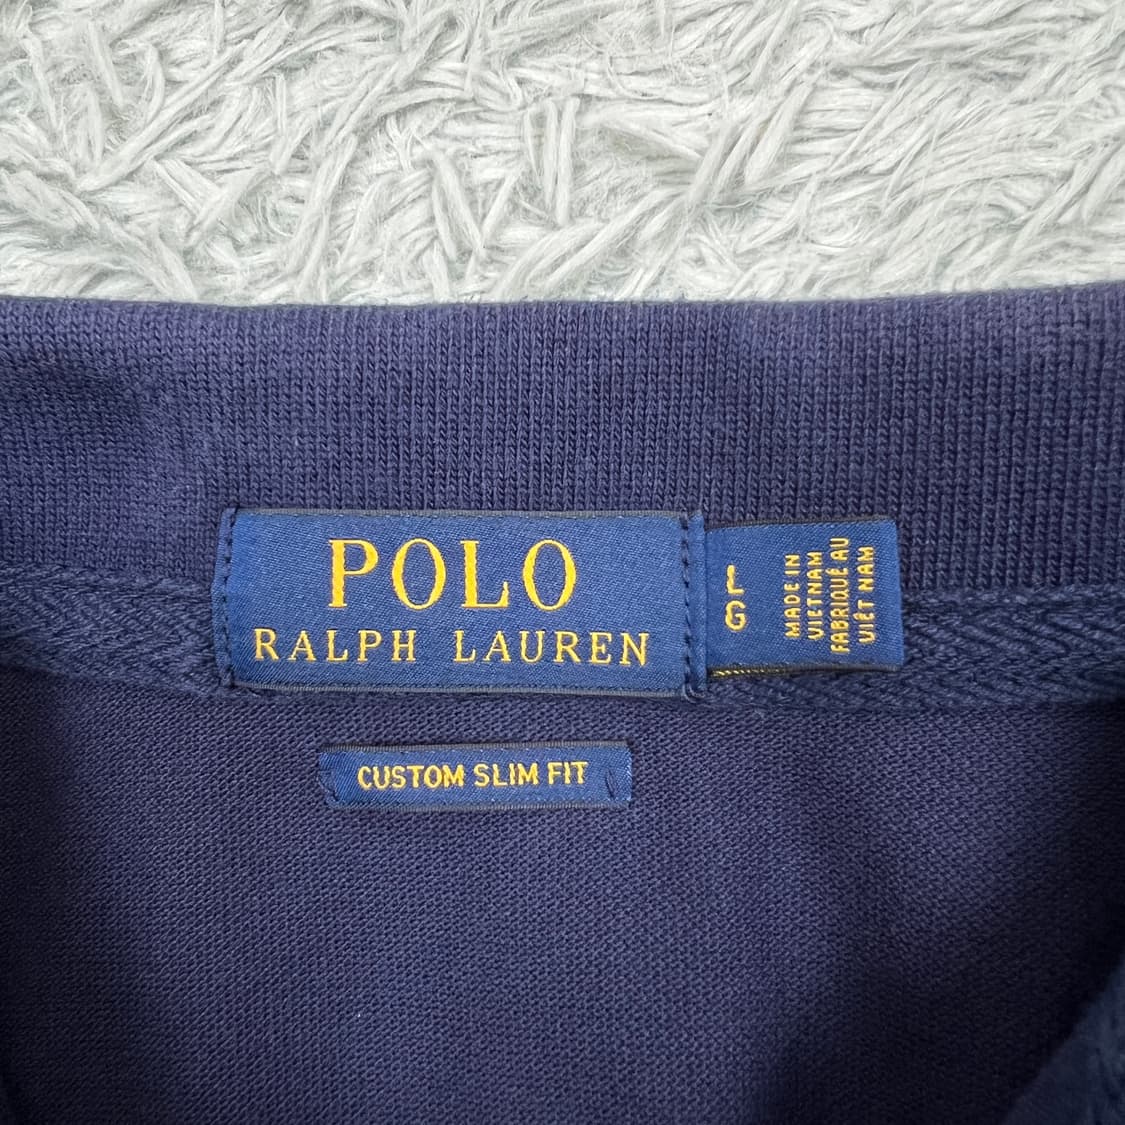 POLO
RALPH LAUREN
L
G
MADE IN
VIETNAM
FABRIQUÉ AU
VIÊT NAM
CUSTOM SLIM FIT